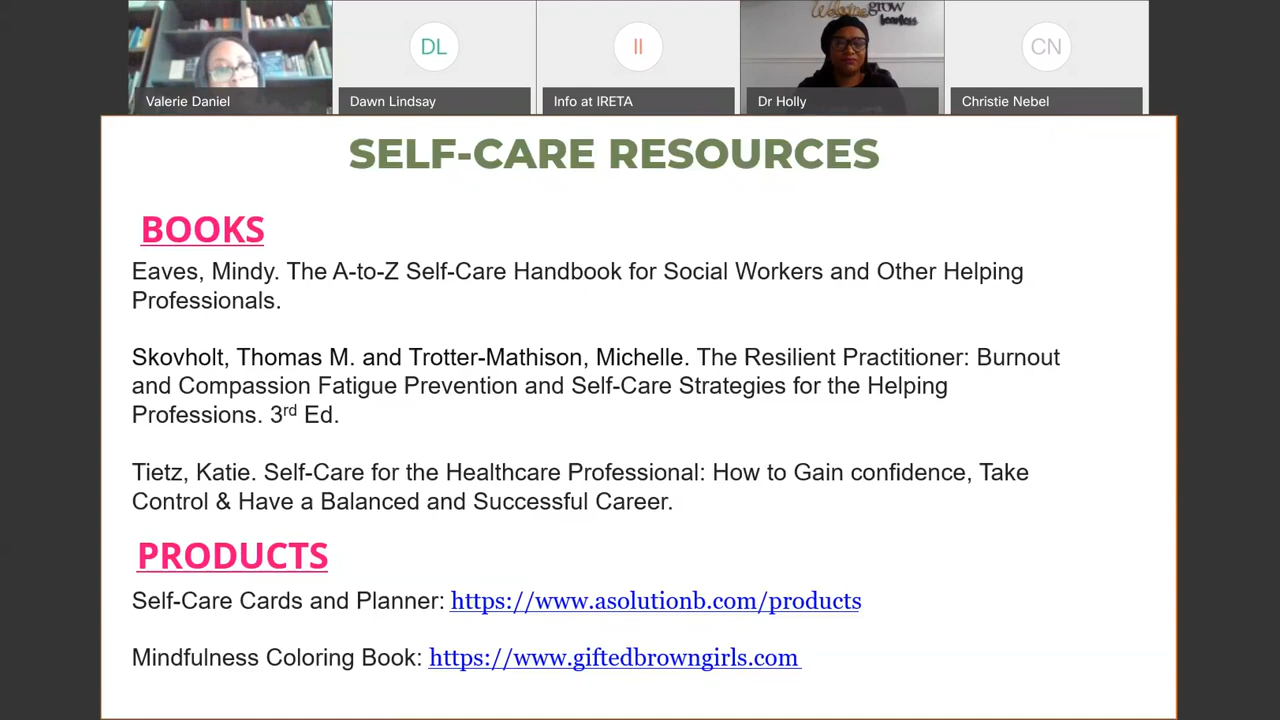 Welcome grow
fearless
DL
II
CN
Valerie Daniel
Dawn Lindsay
Info at IRETA
Dr Holly
Christie Nebel
SELF-CARE RESOURCES
BOOKS
Eaves, Mindy. The A-to-Z Self-Care Handbook for Social Workers and Other Helping
Professionals.
Skovholt, Thomas M. and Trotter-Mathison, Michelle. The Resilient Practitioner: Burnout
and Compassion Fatigue Prevention and Self-Care Strategies for the Helping
Professions. 3rd Ed.
Tietz, Katie. Self-Care for the Healthcare Professional: How to Gain confidence, Take
Control & Have a Balanced and Successful Career.
PRODUCTS
Self-Care Cards and Planner: https://www.asolutionb.com/products
Mindfulness Coloring Book: https://www.giftedbrowngirls.com